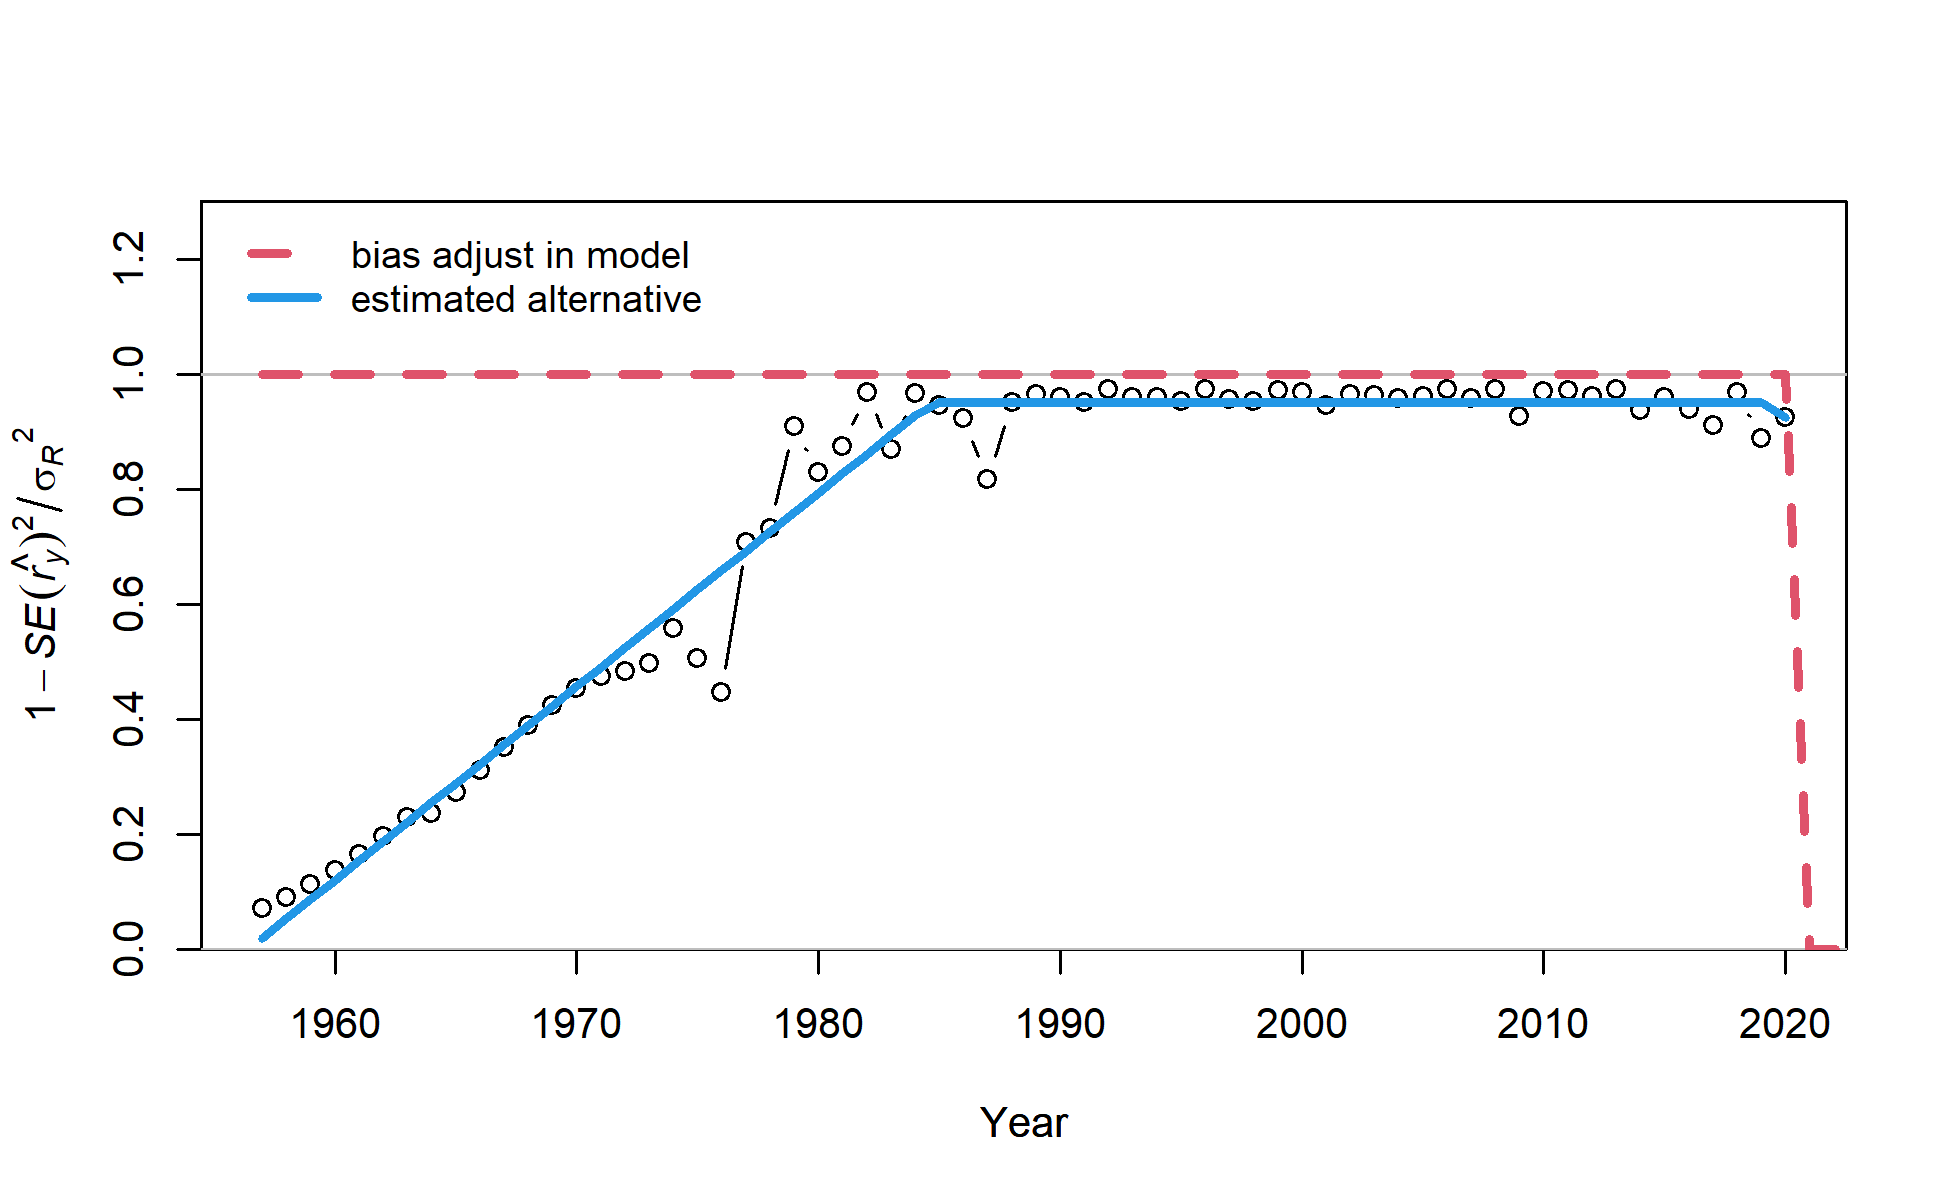 bias adjust in model
estimated alternative
1 − SE(r̂y)² / σR²
1.2
1.0
0.8
0.6
0.4
0.2
0.0
1960 1970 1980 1990 2000 2010 2020
Year